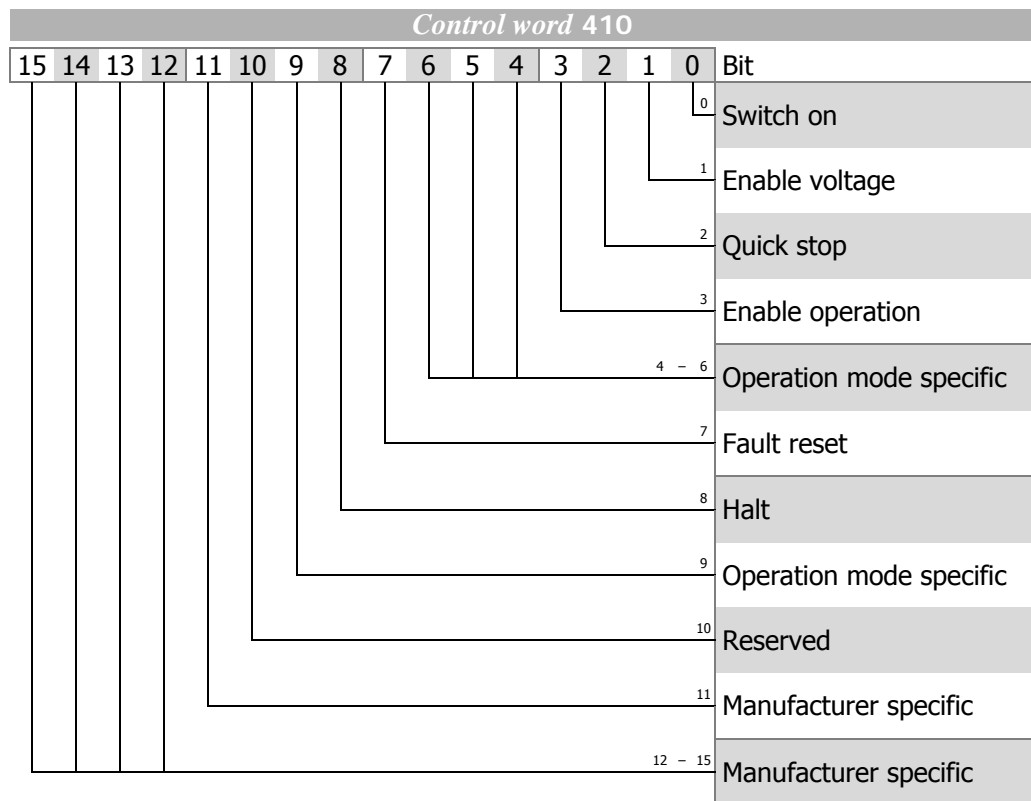 Control word 410
15 14 13 12 11 10 9 8 7 6 5 4 3 2 1 0 Bit
0 Switch on
1 Enable voltage
2 Quick stop
3 Enable operation
4 – 6 Operation mode specific
7 Fault reset
8 Halt
9 Operation mode specific
10 Reserved
11 Manufacturer specific
12 – 15 Manufacturer specific